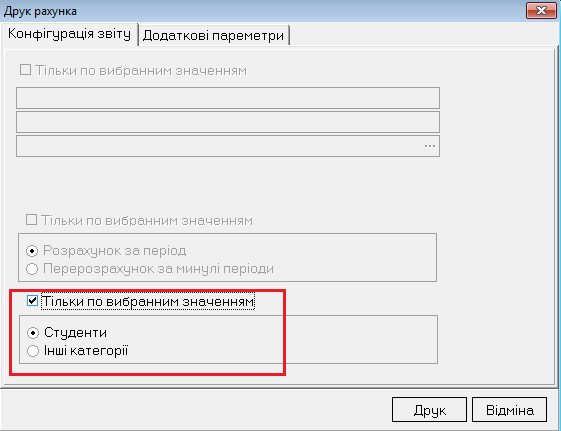 Друк рахунка
Конфігурація звіту
Додаткові пареметри
Тільки по вибранним значенням
...
Тільки по вибранним значенням
Розрахунок за період
Перерозрахунок за минулі періоди
Тільки по вибранним значенням
Студенти
Інші категорії
Друк
Відміна